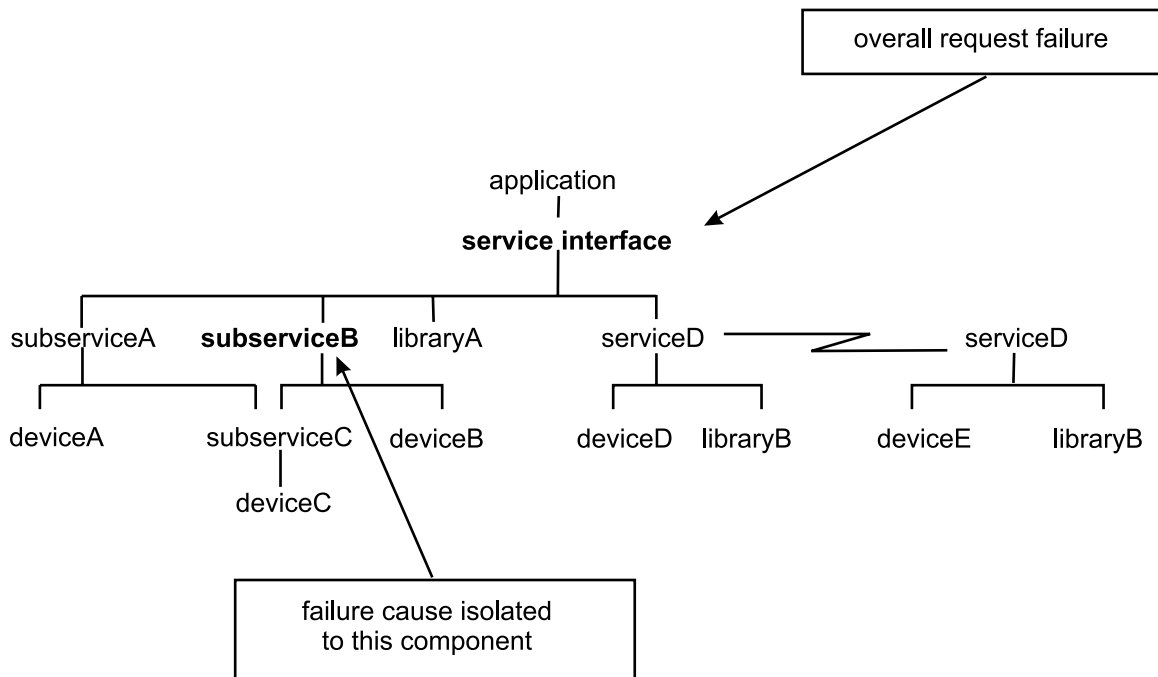 overall request failure
application
service interface
subserviceA subserviceB libraryA serviceD serviceD
deviceA subserviceC deviceB deviceD libraryB deviceE libraryB
deviceC
failure cause isolated
to this component